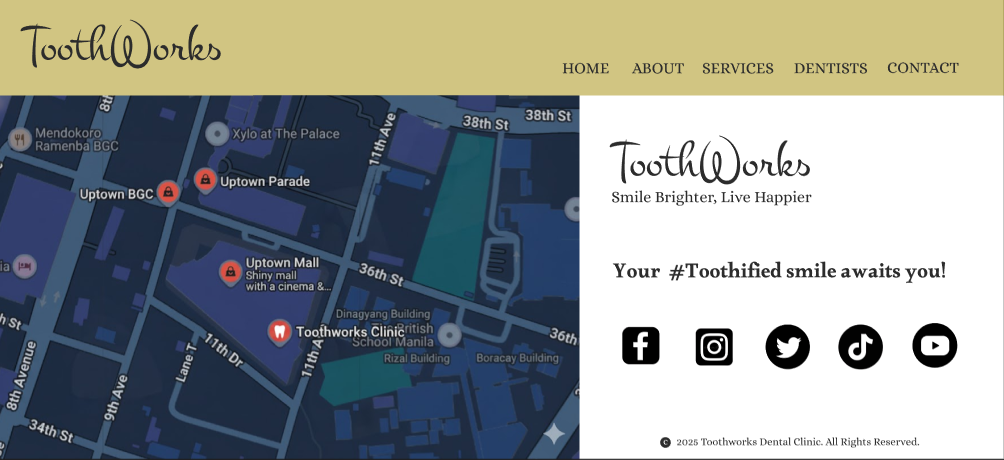 ToothWorks
HOME ABOUT SERVICES DENTISTS CONTACT
8th
11th Ave
38th St
38th St
Mendokoro
Ramenba BGC
Xylo at The Palace
Uptown Parade
Uptown BGC
Uptown Mall
Shiny mall
with a cinema &...
36th St
ia
Dinagyang Building
British
School Manila
Toothworks Clinic
11th A
Rizal Building
Boracay Building
36th
h St
8th Avenue
9th Ave
Lane T
11th Dr
34th St
ToothWorks
Smile Brighter, Live Happier
Your #Toothified smile awaits you!
C 2025 Toothworks Dental Clinic. All Rights Reserved.